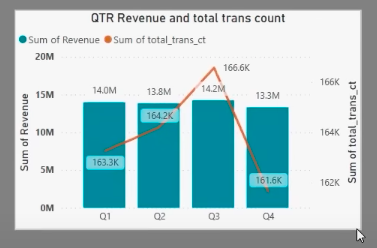 QTR Revenue and total trans count
Sum of Revenue Sum of total_trans_ct
20M
15M
10M
5M
0M
Sum of Revenue
14.0M
13.8M
14.2M
13.3M
163.3K
164.2K
166.6K
161.6K
166K
164K
162K
Sum of total_trans_ct
Q1 Q2 Q3 Q4